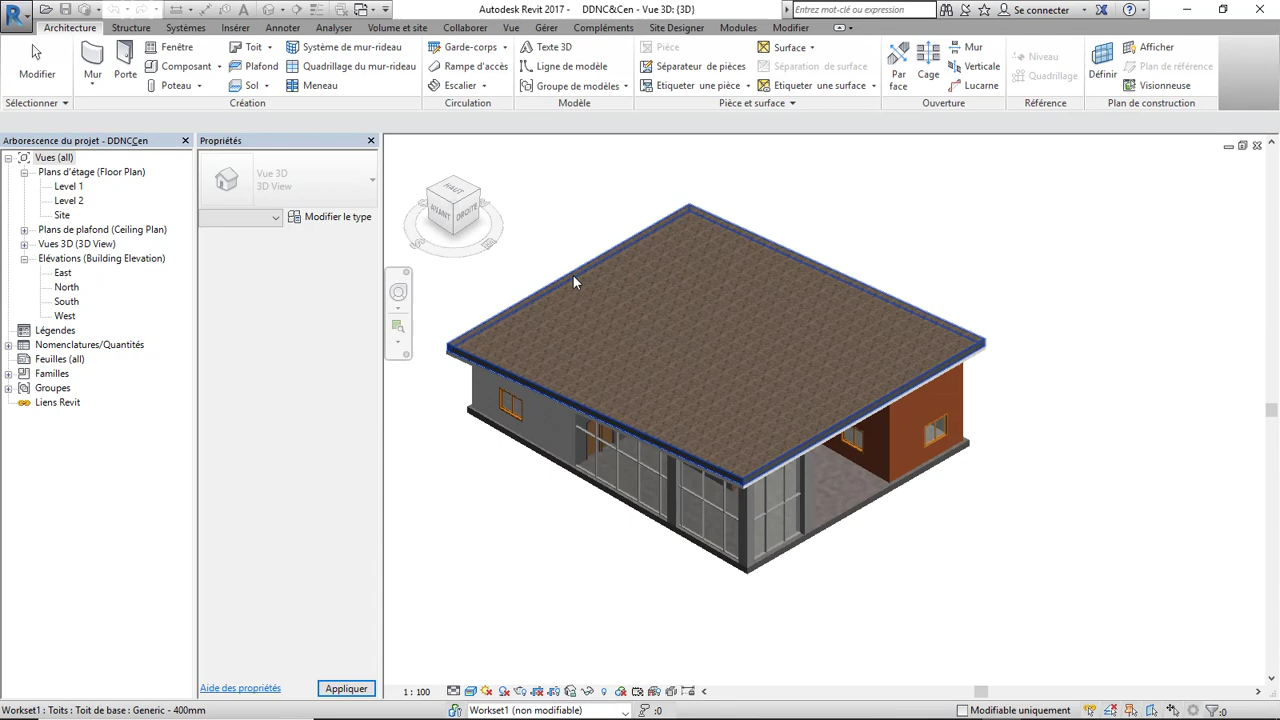 Autodesk Revit 2017 - DDNC&Cen - Vue 3D: {3D}
Entrez mot-clé ou expression
Se connecter
Architecture Structure Systèmes Insérer Annoter Analyser Volume et site Collaborer Vue Gérer Compléments Site Designer Modules Modifier
Modifier
Mur
Porte
Fenêtre
Composant
Poteau
Toit
Plafond
Sol
Système de mur-rideau
Quadrillage du mur-rideau
Meneau
Garde-corps
Rampe d'accès
Escalier
Texte 3D
Ligne de modèle
Groupe de modèles
Pièce
Séparateur de pièces
Etiqueter une pièce
Surface
Séparation de surface
Etiqueter une surface
Par face
Cage
Mur
Verticale
Lucarne
Niveau
Quadrillage
Définir
Afficher
Plan de référence
Visionneuse
Sélectionner Création Circulation Modèle Pièce et surface Ouverture Référence Plan de construction
Arborescence du projet - DDNCCen
Vues (all)
Plans d'étage (Floor Plan)
Level 1
Level 2
Site
Plans de plafond (Ceiling Plan)
Vues 3D (3D View)
Elévations (Building Elevation)
East
North
South
West
Légendes
Nomenclatures/Quantités
Feuilles (all)
Familles
Groupes
Liens Revit
Propriétés
Vue 3D
3D View
Modifier le type
Aide des propriétés
Appliquer
HAUT
AVANT
DROITE
1 : 100
Workset1 : Toits : Toit de base : Generic - 400mm
Workset1 (non modifiable)
:0
Modifiable uniquement
:0